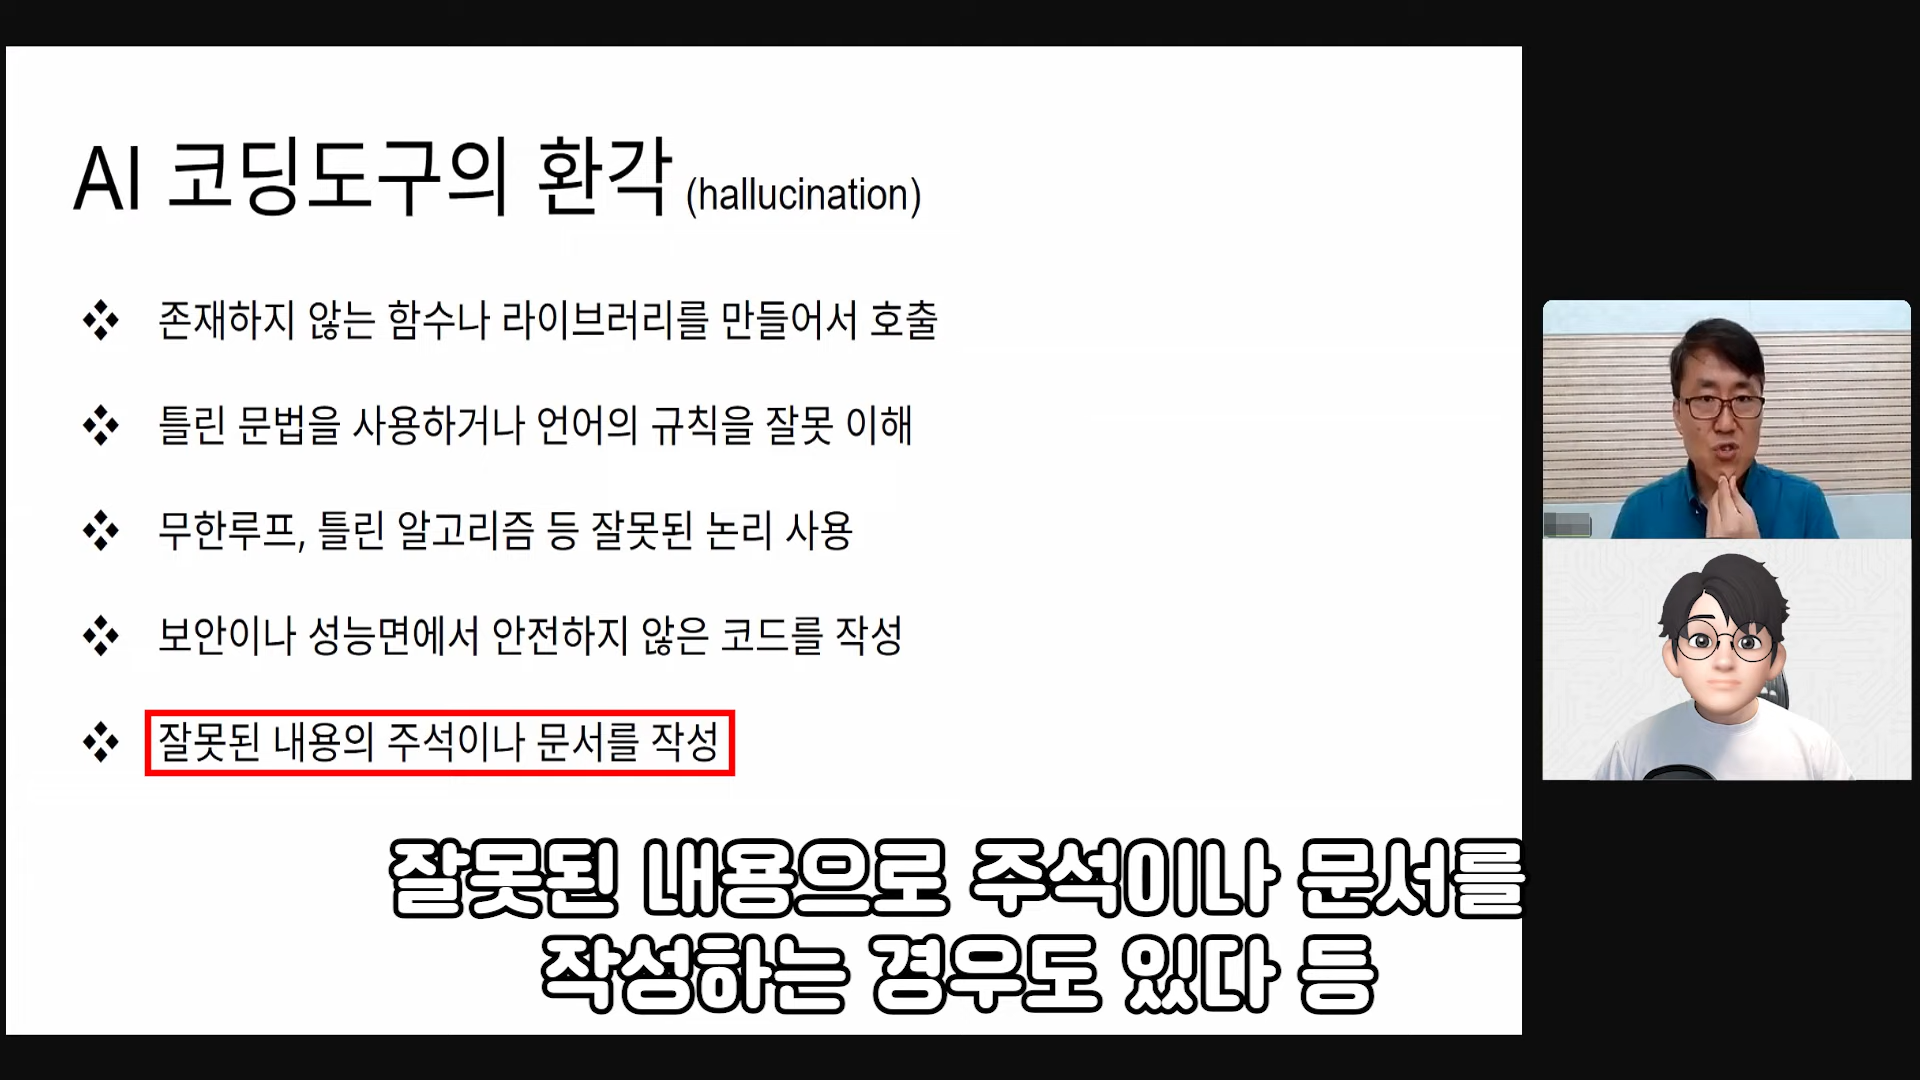 AI 코딩도구의 환각 (hallucination)
존재하지 않는 함수나 라이브러리를 만들어서 호출
틀린 문법을 사용하거나 언어의 규칙을 잘못 이해
무한루프, 틀린 알고리즘 등 잘못된 논리 사용
보안이나 성능면에서 안전하지 않은 코드를 작성
잘못된 내용의 주석이나 문서를 작성
잘못된 내용으로 주석이나 문서를
작성하는 경우도 있다 등